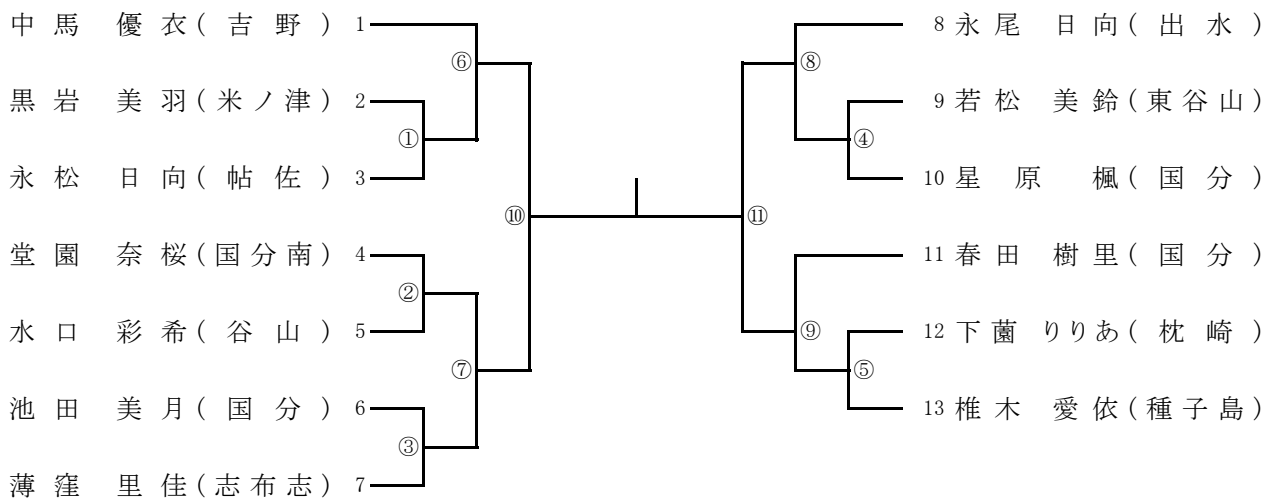 中馬 優衣(吉野) 1
⑥
黒岩 美羽(米ノ津) 2
①
永松 日向(帖佐) 3
⑩
堂園 奈桜(国分南) 4
②
水口 彩希(谷山) 5
⑦
池田 美月(国分) 6
③
薄窪 里佳(志布志) 7
8 永尾 日向(出水)
⑧
9 若松 美鈴(東谷山)
④
10 星原 楓(国分)
⑪
11 春田 樹里(国分)
⑨
12 下薗 りりあ(枕崎)
⑤
13 椎木 愛依(種子島)